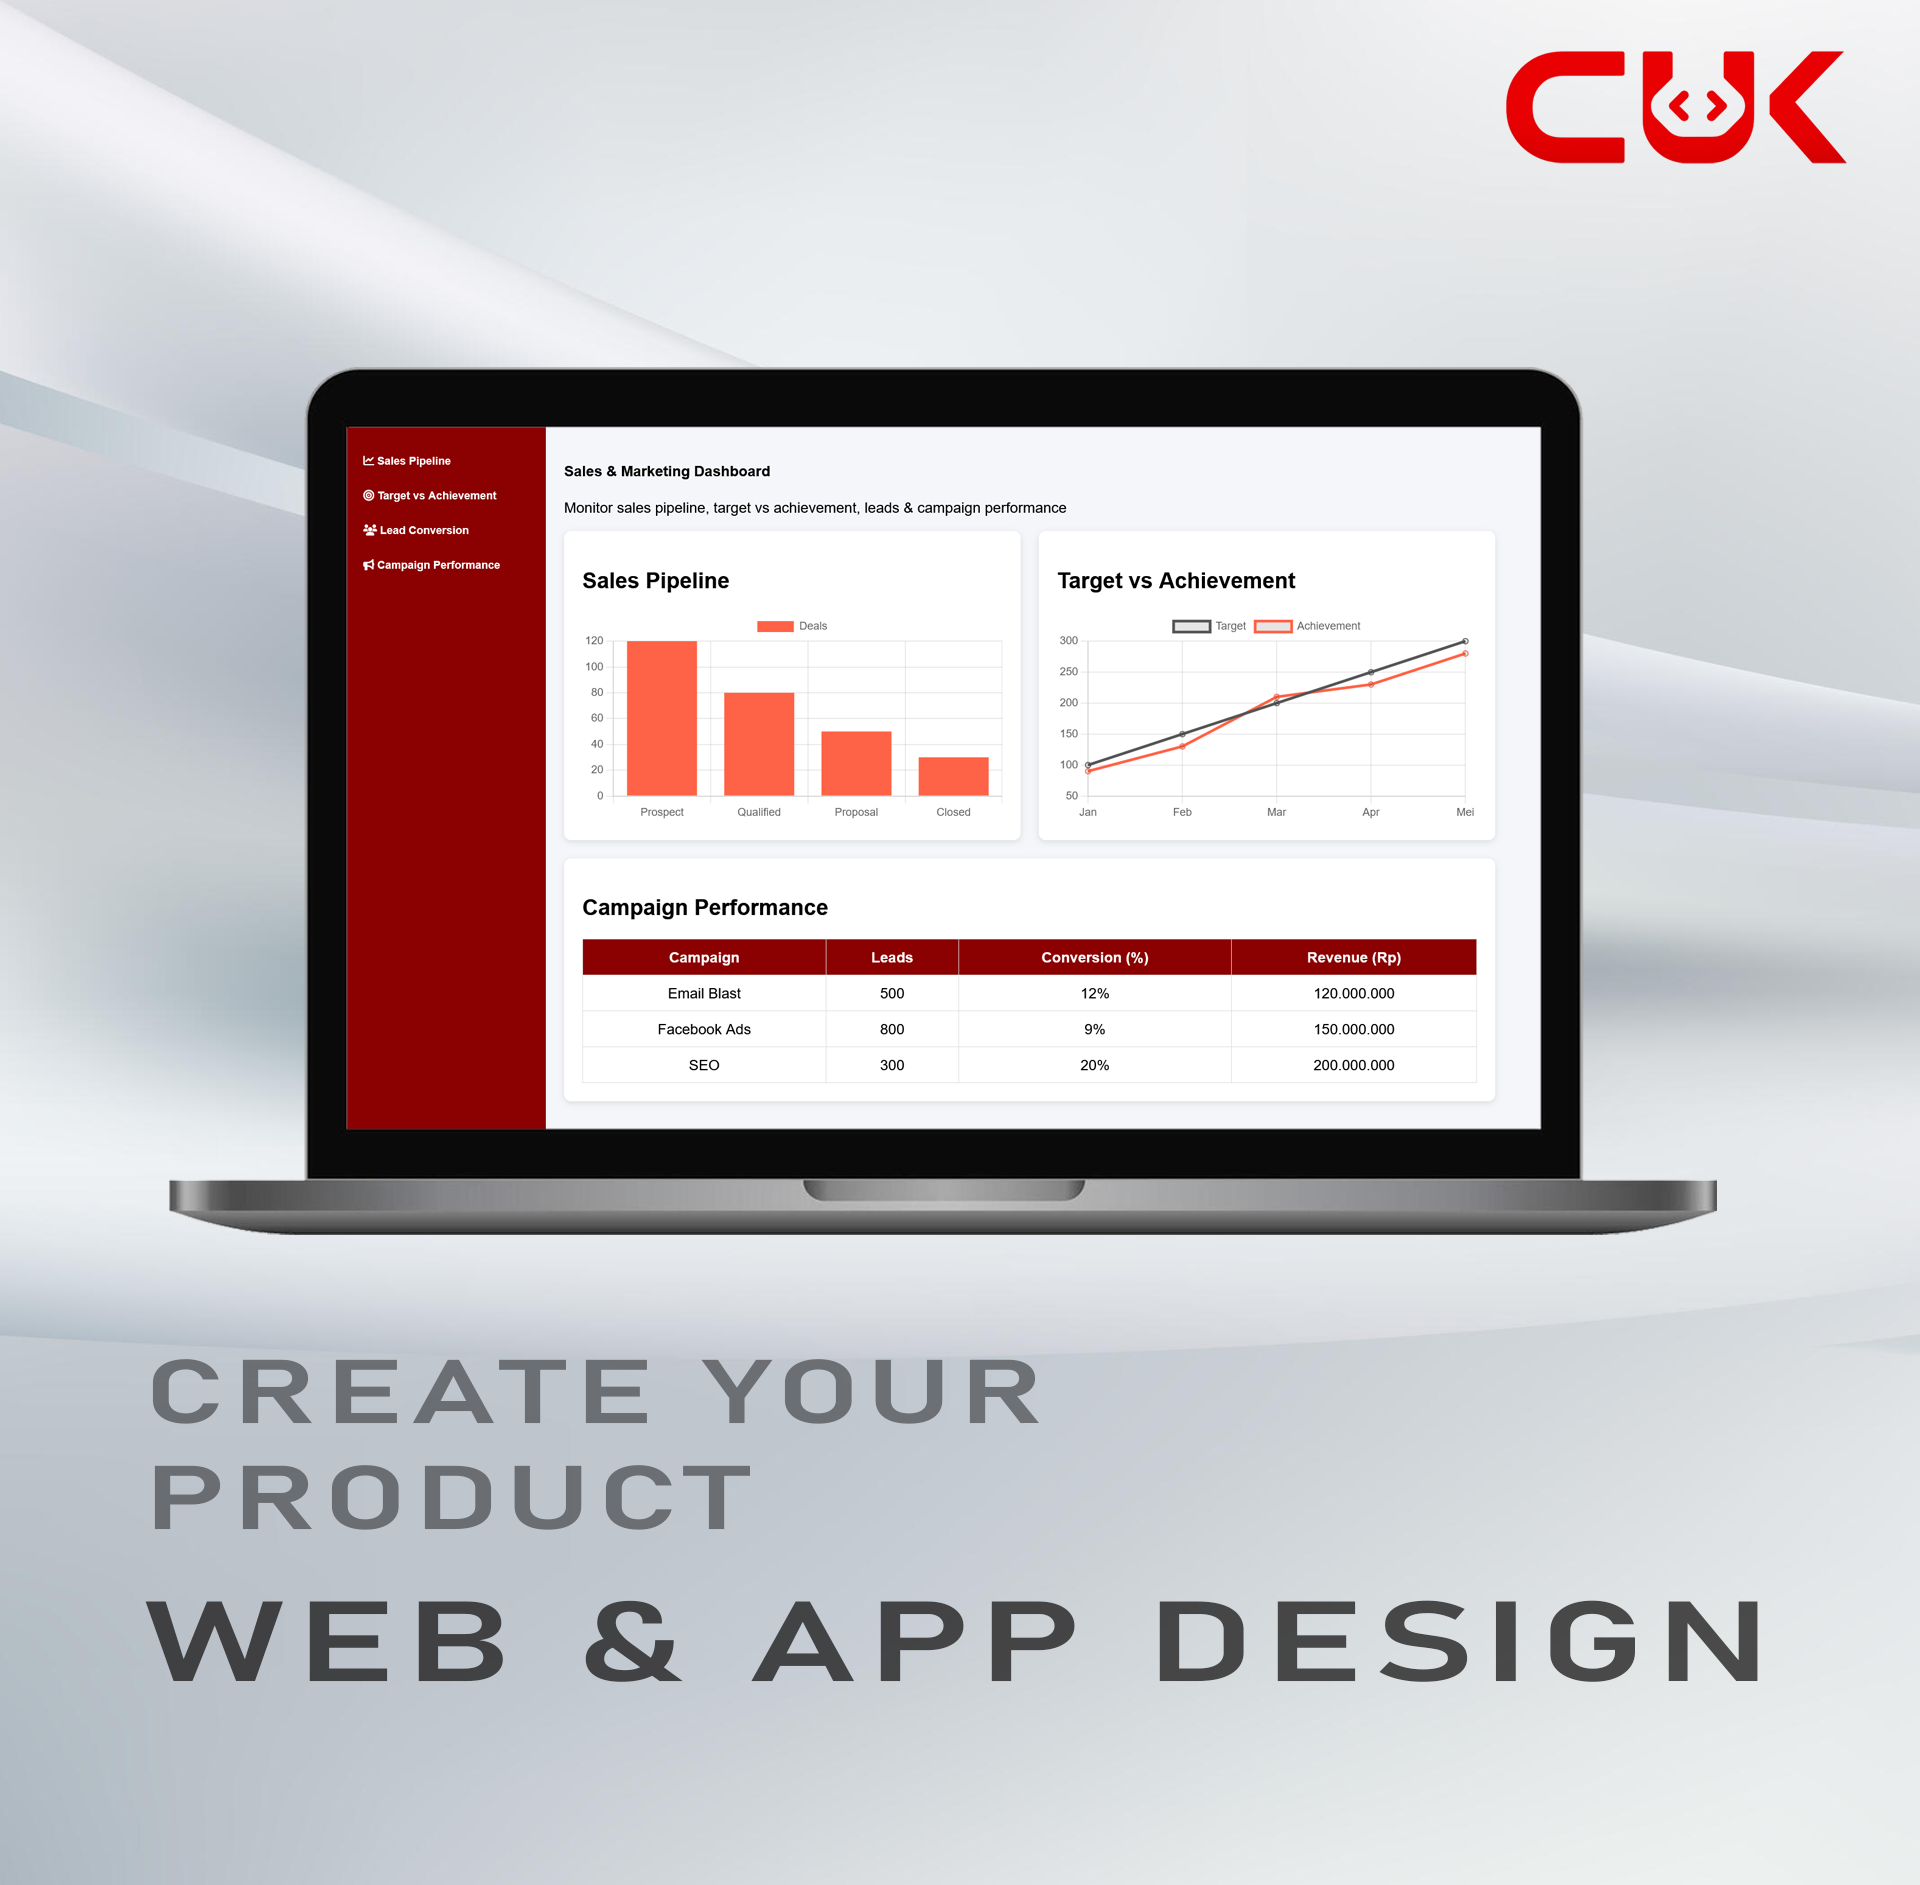 CUK
Sales Pipeline
Target vs Achievement
Lead Conversion
Campaign Performance
Sales & Marketing Dashboard
Monitor sales pipeline, target vs achievement, leads & campaign performance
Sales Pipeline
Deals
120
100
80
60
40
20
0
Prospect Qualified Proposal Closed
Target vs Achievement
Target Achievement
300
250
200
150
100
50
Jan Feb Mar Apr Mei
Campaign Performance
Campaign Leads Conversion (%) Revenue (Rp)
Email Blast 500 12% 120.000.000
Facebook Ads 800 9% 150.000.000
SEO 300 20% 200.000.000
CREATE YOUR
PRODUCT
WEB & APP DESIGN